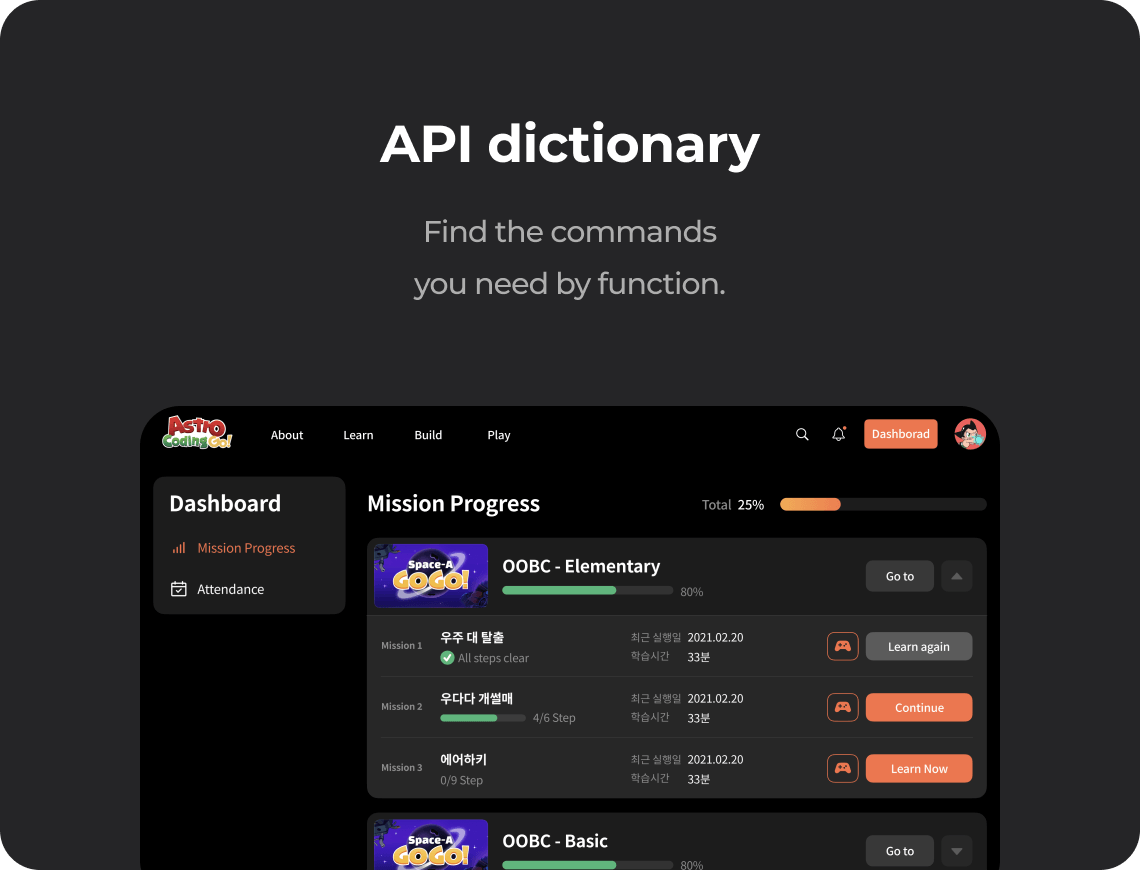 API dictionary
Find the commands
you need by function.
ASTRO
Coding Go!
About
Learn
Build
Play
Dashborad
Dashboard
Mission Progress
Attendance
Mission Progress
Total 25%
Space-A
GOGO!
OOBC - Elementary
80%
Go to
Mission 1
우주 대 탈출
All steps clear
최근 실행일 2021.02.20
학습시간 33분
Learn again
Mission 2
우다다 개썰매
4/6 Step
최근 실행일 2021.02.20
학습시간 33분
Continue
Mission 3
에어하키
0/9 Step
최근 실행일 2021.02.20
학습시간 33분
Learn Now
Space-A
GOGO!
OOBC - Basic
80%
Go to